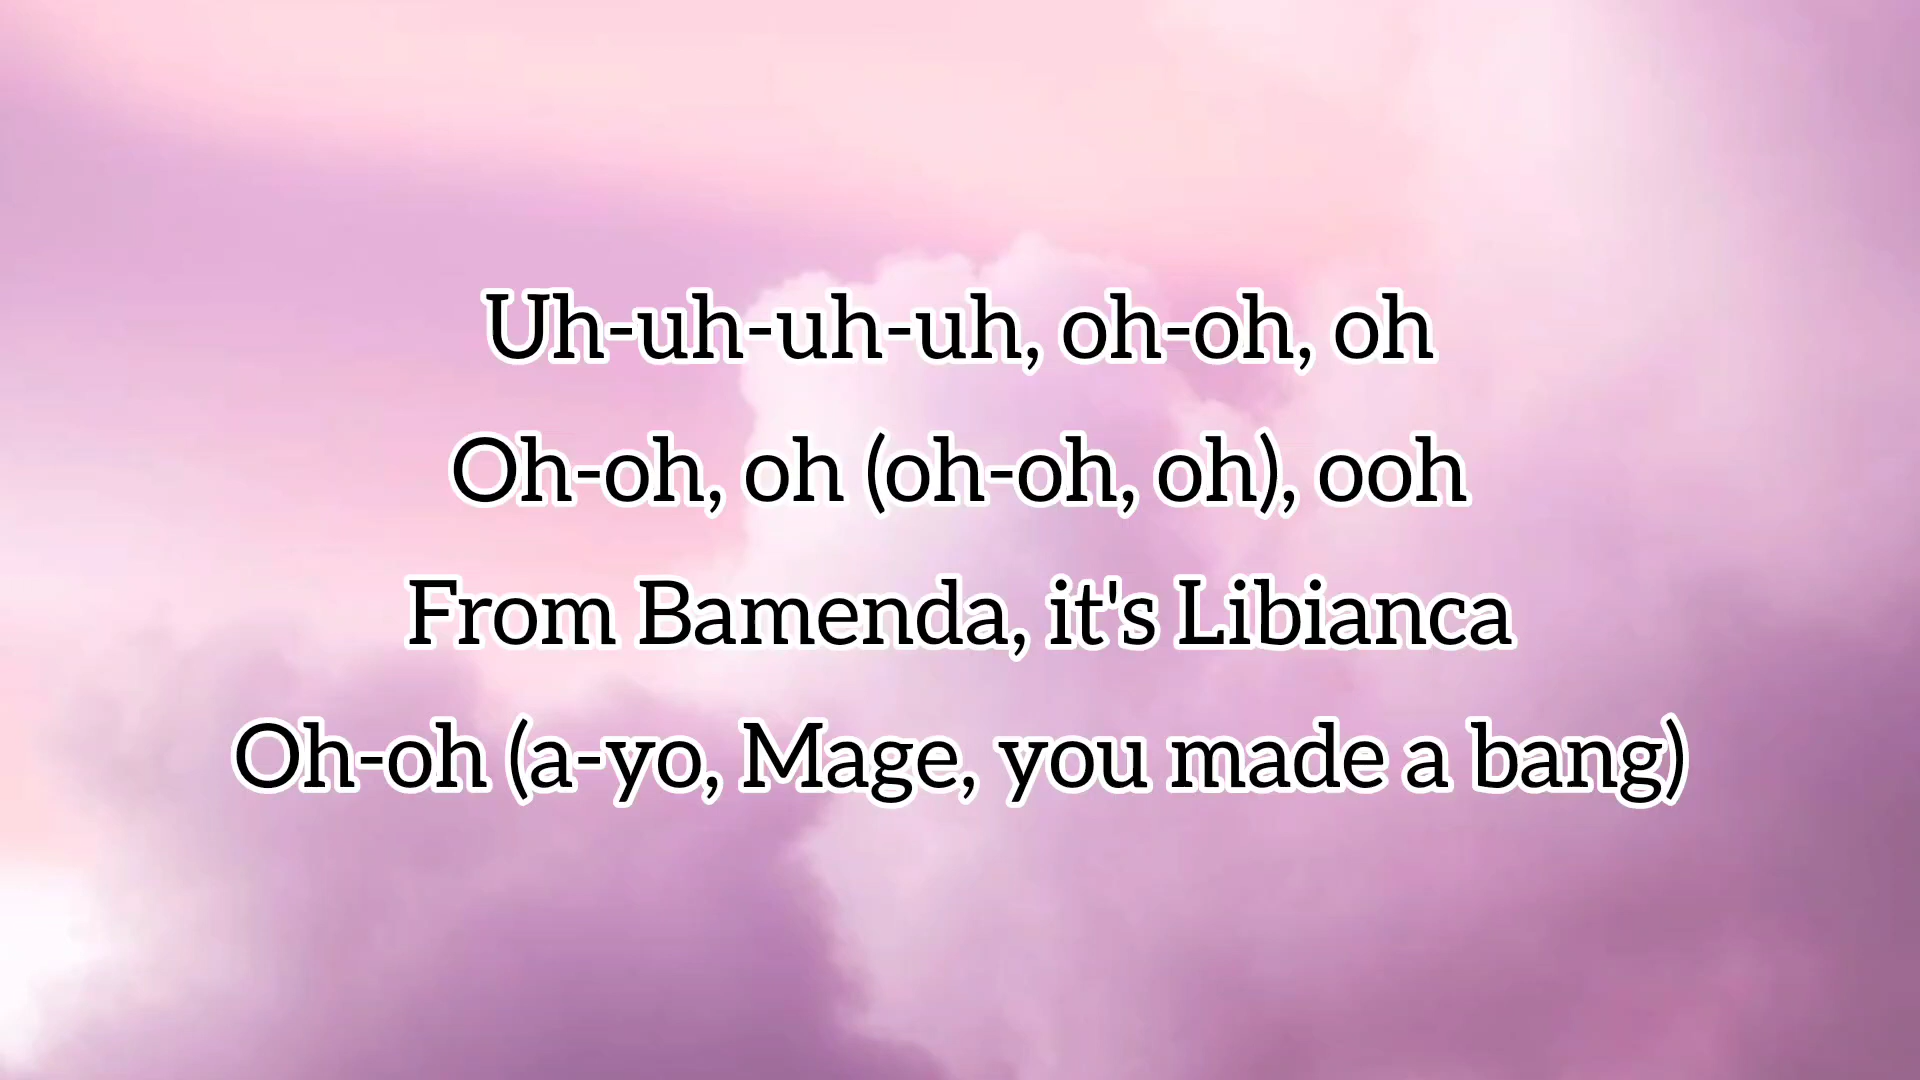 Uh-uh-uh-uh, oh-oh, oh
Oh-oh, oh (oh-oh, oh), ooh
From Bamenda, it's Libianca
Oh-oh (a-yo, Mage, you made a bang)